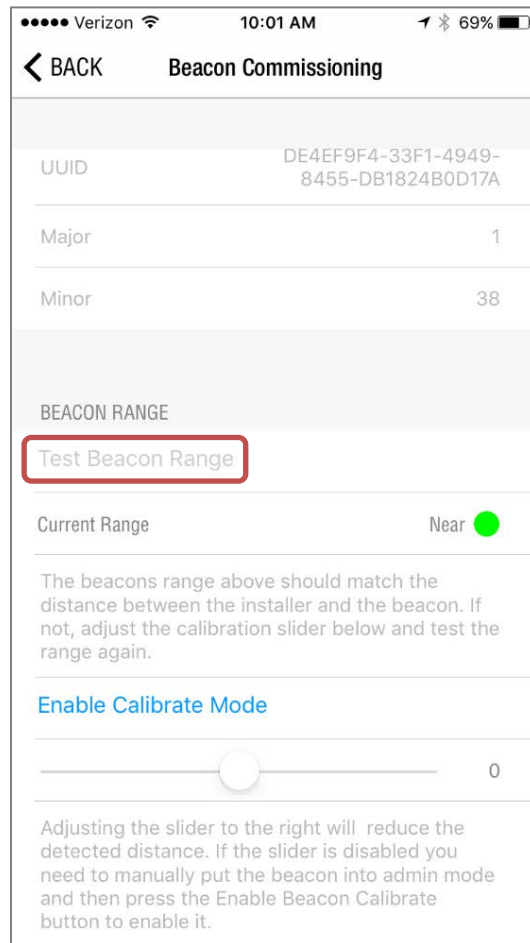 Verizon 10:01 AM 69%
BACK Beacon Commissioning
UUID DE4EF9F4-33F1-4949-
8455-DB1824B0D17A
Major 1
Minor 38
BEACON RANGE
Test Beacon Range
Current Range Near
The beacons range above should match the
distance between the installer and the beacon. If
not, adjust the calibration slider below and test the
range again.
Enable Calibrate Mode
0
Adjusting the slider to the right will reduce the
detected distance. If the slider is disabled you
need to manually put the beacon into admin mode
and then press the Enable Beacon Calibrate
button to enable it.